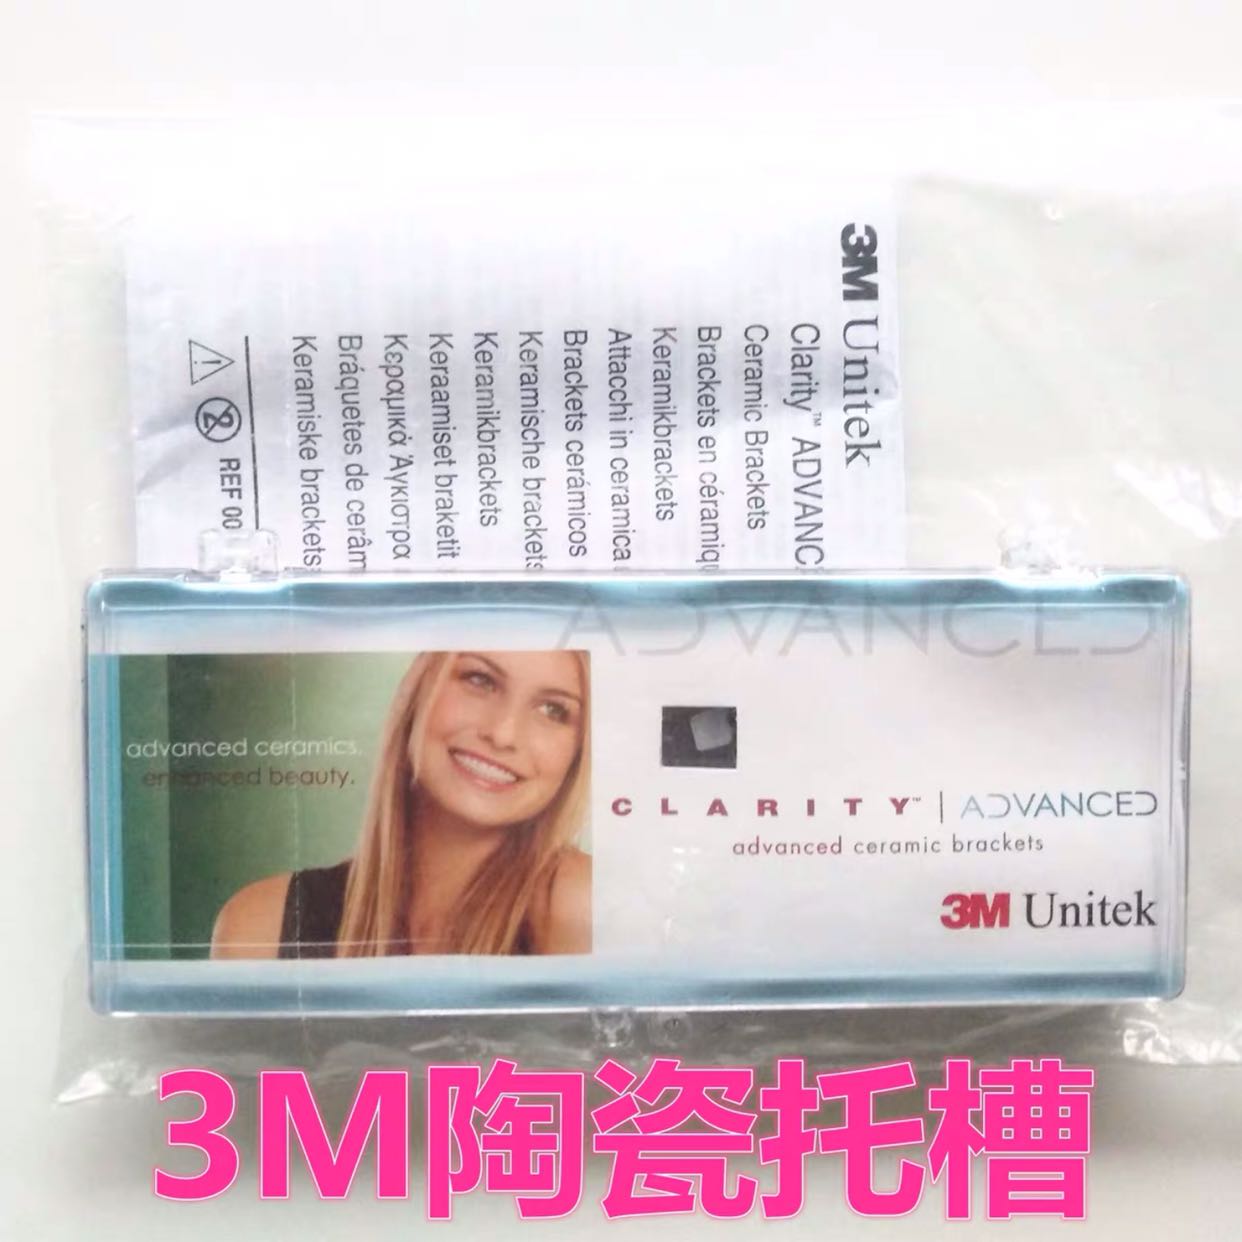 3M Unitek
Clarity™ ADVANC
Ceramic Brackets
Brackets en céramiq
Keramikbrackets
Attacchi in ceramica
Brackets cerámicos
Keramische brackets
Keramikbrackets
Keraamiset braketit
Κεραμικά Άγκιστρα
Bráquetes de cerâm
Keramiske brackets
2 REF 00
ADVANCED
advanced ceramics.
enhanced beauty.
CLARITY™ | ADVANCED
advanced ceramic brackets
3M Unitek
3M陶瓷托槽